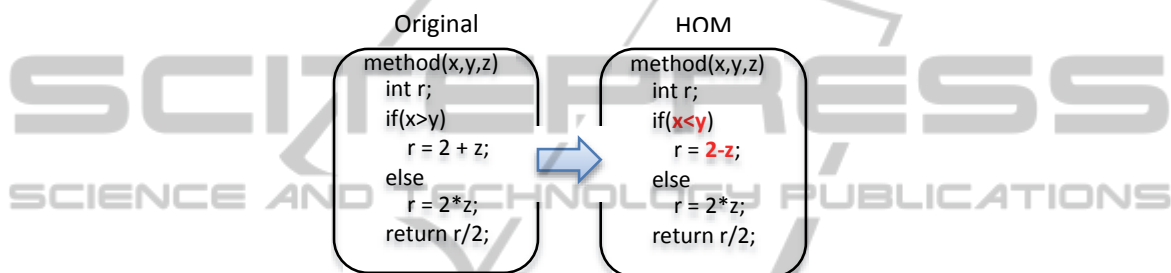 Original
method(x,y,z)
int r;
if(x>y)
r = 2 + z;
else
r = 2*z;
return r/2;
HOM
method(x,y,z)
int r;
if(x<y)
r = 2-z;
else
r = 2*z;
return r/2;
SCITEPRESS
SCIENCE AND TECHNOLOGY PUBLICATIONS